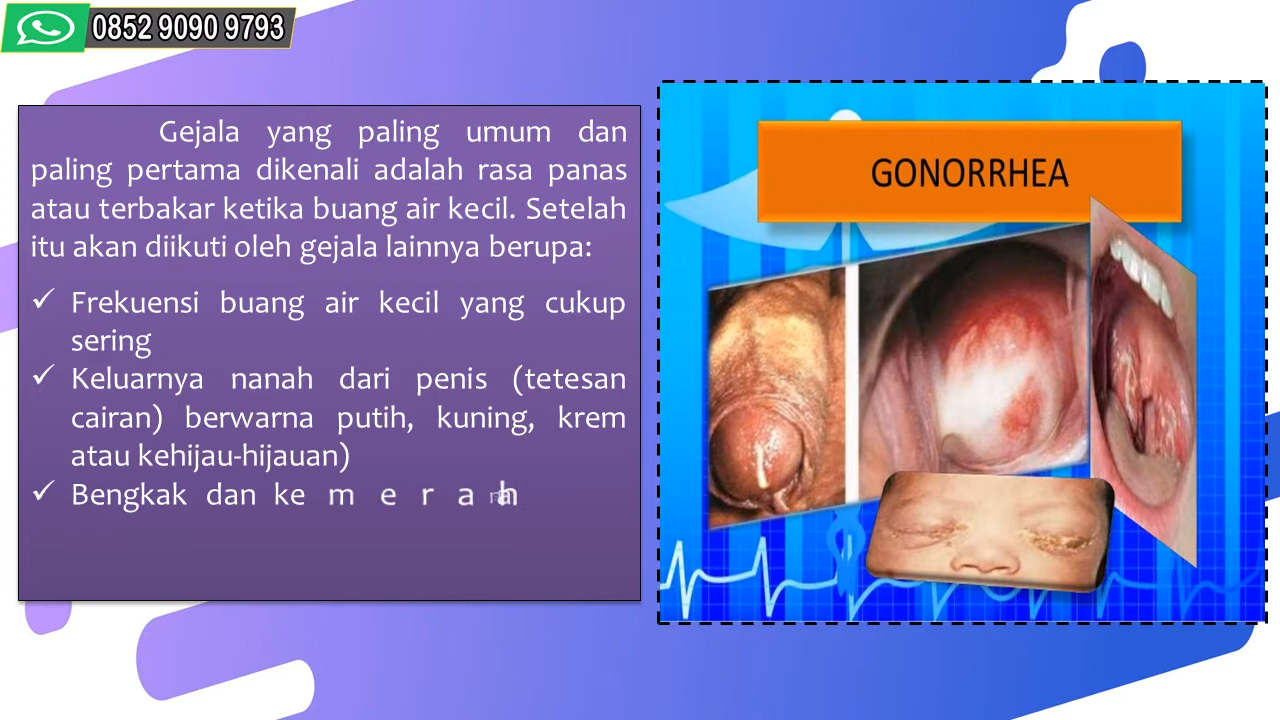 0852 9090 9793
Gejala yang paling umum dan
paling pertama dikenali adalah rasa panas
atau terbakar ketika buang air kecil. Setelah
itu akan diikuti oleh gejala lainnya berupa:
✓ Frekuensi buang air kecil yang cukup
sering
✓ Keluarnya nanah dari penis (tetesan
cairan) berwarna putih, kuning, krem
atau kehijau-hijauan)
✓ Bengkak dan ke m e r a h
GONORRHEA